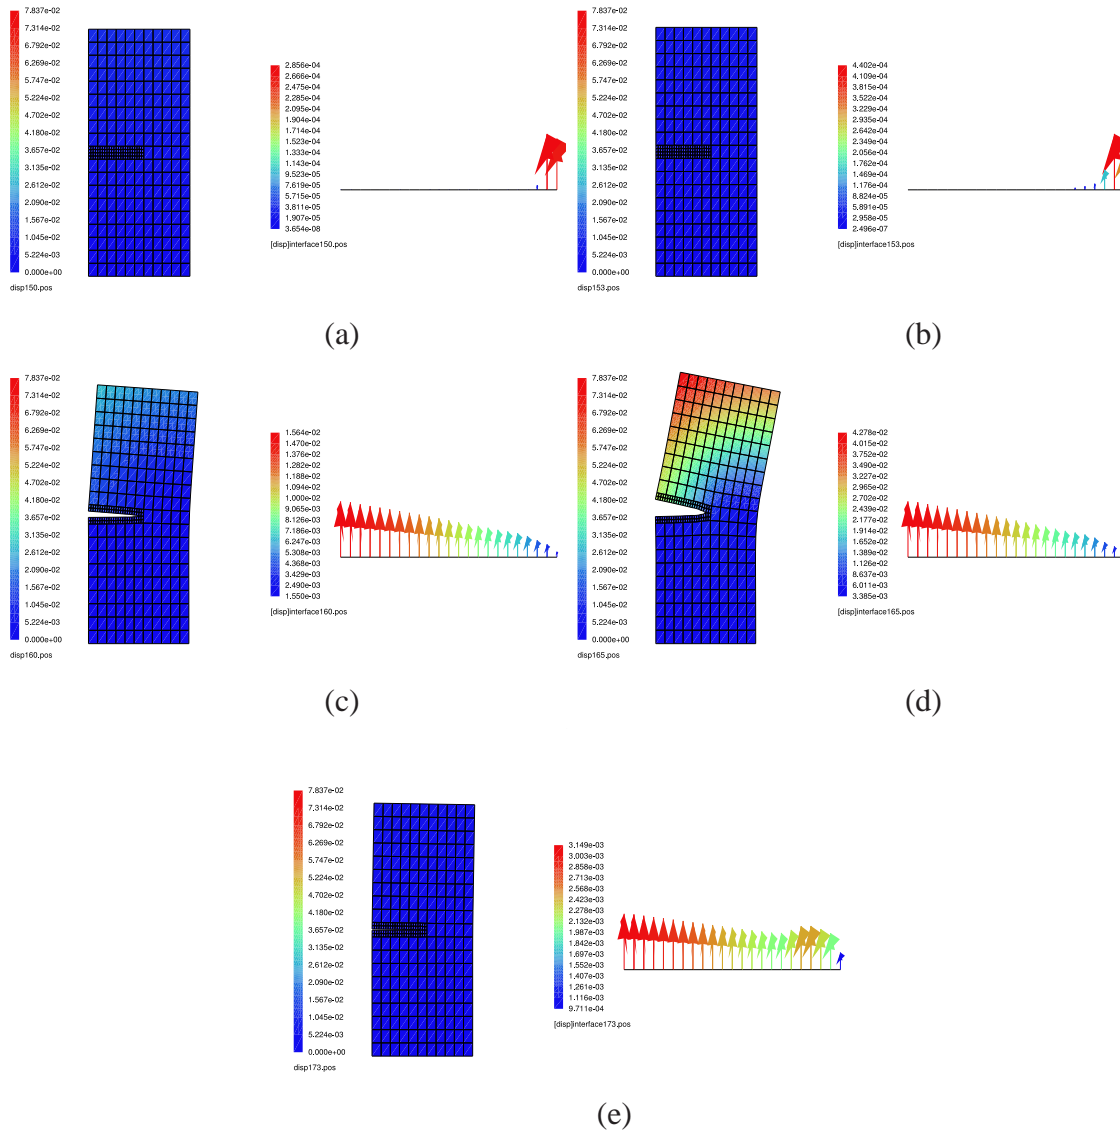 7.837e-02
7.314e-02
6.792e-02
6.269e-02
5.747e-02
5.224e-02
4.702e-02
4.180e-02
3.657e-02
3.135e-02
2.612e-02
2.090e-02
1.567e-02
1.045e-02
5.224e-03
0.000e+00
disp150.pos
2.856e-04
2.666e-04
2.475e-04
2.285e-04
2.095e-04
1.904e-04
1.714e-04
1.523e-04
1.333e-04
1.143e-04
9.523e-05
7.619e-05
5.715e-05
3.811e-05
1.907e-05
3.654e-08
[disp]interface150.pos
(a)
7.837e-02
7.314e-02
6.792e-02
6.269e-02
5.747e-02
5.224e-02
4.702e-02
4.180e-02
3.657e-02
3.135e-02
2.612e-02
2.090e-02
1.567e-02
1.045e-02
5.224e-03
0.000e+00
disp153.pos
4.402e-04
4.109e-04
3.815e-04
3.522e-04
3.229e-04
2.935e-04
2.642e-04
2.349e-04
2.056e-04
1.762e-04
1.469e-04
1.176e-04
8.824e-05
5.891e-05
2.958e-05
2.496e-07
[disp]interface153.pos
(b)
7.837e-02
7.314e-02
6.792e-02
6.269e-02
5.747e-02
5.224e-02
4.702e-02
4.180e-02
3.657e-02
3.135e-02
2.612e-02
2.090e-02
1.567e-02
1.045e-02
5.224e-03
0.000e+00
disp160.pos
1.564e-02
1.470e-02
1.376e-02
1.282e-02
1.188e-02
1.094e-02
1.000e-02
9.065e-03
8.126e-03
7.186e-03
6.247e-03
5.308e-03
4.368e-03
3.429e-03
2.490e-03
1.550e-03
[disp]interface160.pos
(c)
7.837e-02
7.314e-02
6.792e-02
6.269e-02
5.747e-02
5.224e-02
4.702e-02
4.180e-02
3.657e-02
3.135e-02
2.612e-02
2.090e-02
1.567e-02
1.045e-02
5.224e-03
0.000e+00
disp165.pos
4.278e-02
4.015e-02
3.752e-02
3.490e-02
3.227e-02
2.965e-02
2.702e-02
2.439e-02
2.177e-02
1.914e-02
1.652e-02
1.389e-02
1.126e-02
8.637e-03
6.011e-03
3.385e-03
[disp]interface165.pos
(d)
7.837e-02
7.314e-02
6.792e-02
6.269e-02
5.747e-02
5.224e-02
4.702e-02
4.180e-02
3.657e-02
3.135e-02
2.612e-02
2.090e-02
1.567e-02
1.045e-02
5.224e-03
0.000e+00
disp173.pos
3.149e-03
3.003e-03
2.858e-03
2.713e-03
2.568e-03
2.423e-03
2.278e-03
2.132e-03
1.987e-03
1.842e-03
1.697e-03
1.552e-03
1.407e-03
1.261e-03
1.116e-03
9.711e-04
[disp]interface173.pos
(e)